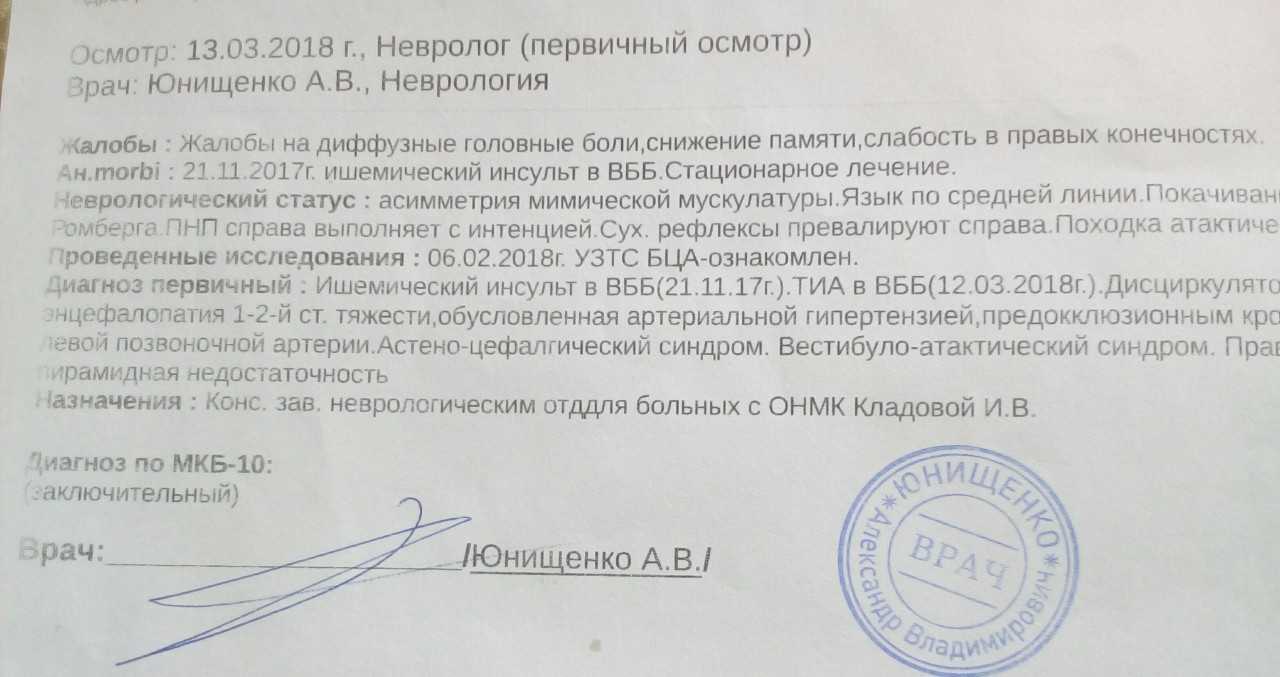 Осмотр: 13.03.2018 г., Невролог (первичный осмотр)
Врач: Юнищенко А.В., Неврология
Жалобы : Жалобы на диффузные головные боли,снижение памяти,слабость в правых конечностях.
Ан.morbi : 21.11.2017г. ишемический инсульт в ВББ.Стационарное лечение.
Неврологический статус : асимметрия мимической мускулатуры.Язык по средней линии.Покачиван
Ромберга.ПНП справа выполняет с интенцией.Сух. рефлексы превалируют справа.Походка атактиче
Проведенные исследования : 06.02.2018г. УЗТС БЦА-ознакомлен.
Диагноз первичный : Ишемический инсульт в ВББ(21.11.17г.).ТИА в ВББ(12.03.2018г.).Дисциркулято
энцефалопатия 1-2-й ст. тяжести,обусловленная артериальной гипертензией,предокклюзионным кро
левой позвоночной артерии.Астено-цефалгический синдром. Вестибуло-атактический синдром. Прав
пирамидная недостаточность
Назначения : Конс. зав. неврологическим отддля больных с ОНМК Кладовой И.В.
Диагноз по МКБ-10:
(заключительный)
Врач: /Юнищенко А.В./
ЮНИЩЕНКО
Александр Владимирович
ВРАЧ